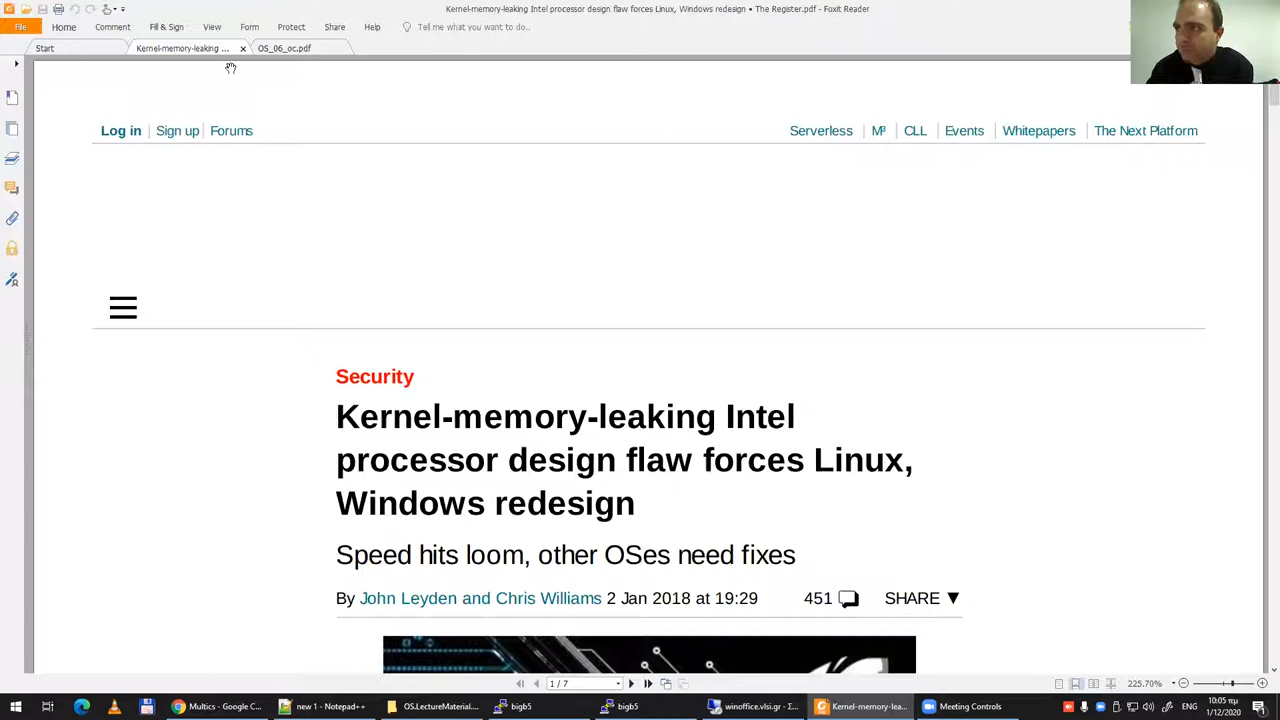 Kernel-memory-leaking Intel processor design flaw forces Linux, Windows redesign • The Register.pdf - Foxit Reader
File Home Comment Fill & Sign View Form Protect Share Help Tell me what you want to do..
Start Kernel-memory-leaking ... × OS_06_oc.pdf
Log in Sign up Forums Serverless M³ CLL Events Whitepapers The Next Platform
Security
Kernel-memory-leaking Intel
processor design flaw forces Linux,
Windows redesign
Speed hits loom, other OSes need fixes
By John Leyden and Chris Williams 2 Jan 2018 at 19:29 451 SHARE ▼
1 / 7 225.70%
Multics - Google C... new 1 - Notepad++ OS.LectureMaterial... bigb5 bigb5 winoffice.vlsi.gr - Σ... Kernel-memory-lea... Meeting Controls
10:05 πμ
1/12/2020